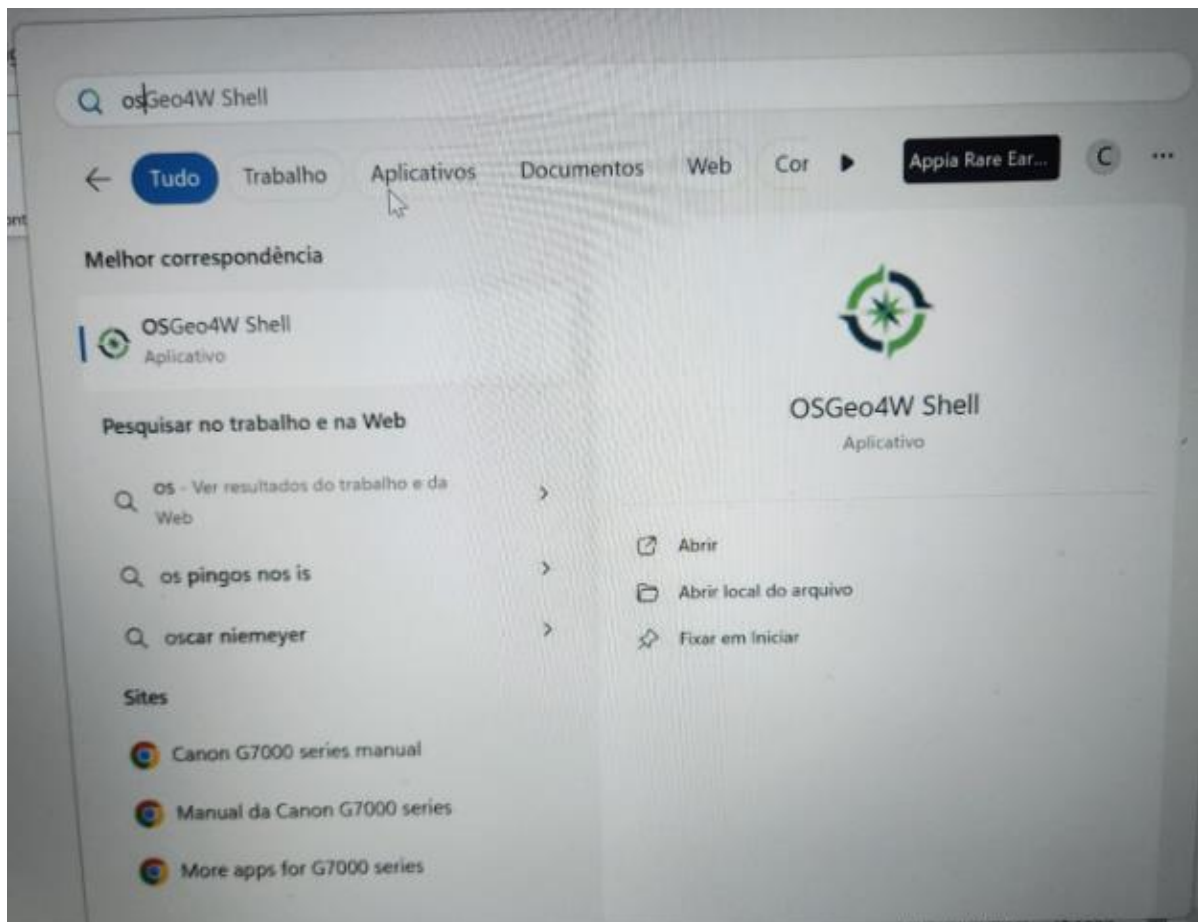 osGeo4W Shell
Tudo
Trabalho
Aplicativos
Documentos
Web
Cor
Appia Rare Ear...
C
Melhor correspondência
OSGeo4W Shell
Aplicativo
Pesquisar no trabalho e na Web
os - Ver resultados do trabalho e da
Web
os pingos nos is
oscar niemeyer
Sites
Canon G7000 series manual
Manual da Canon G7000 series
More apps for G7000 series
OSGeo4W Shell
Aplicativo
Abrir
Abrir local do arquivo
Fixar em Iniciar